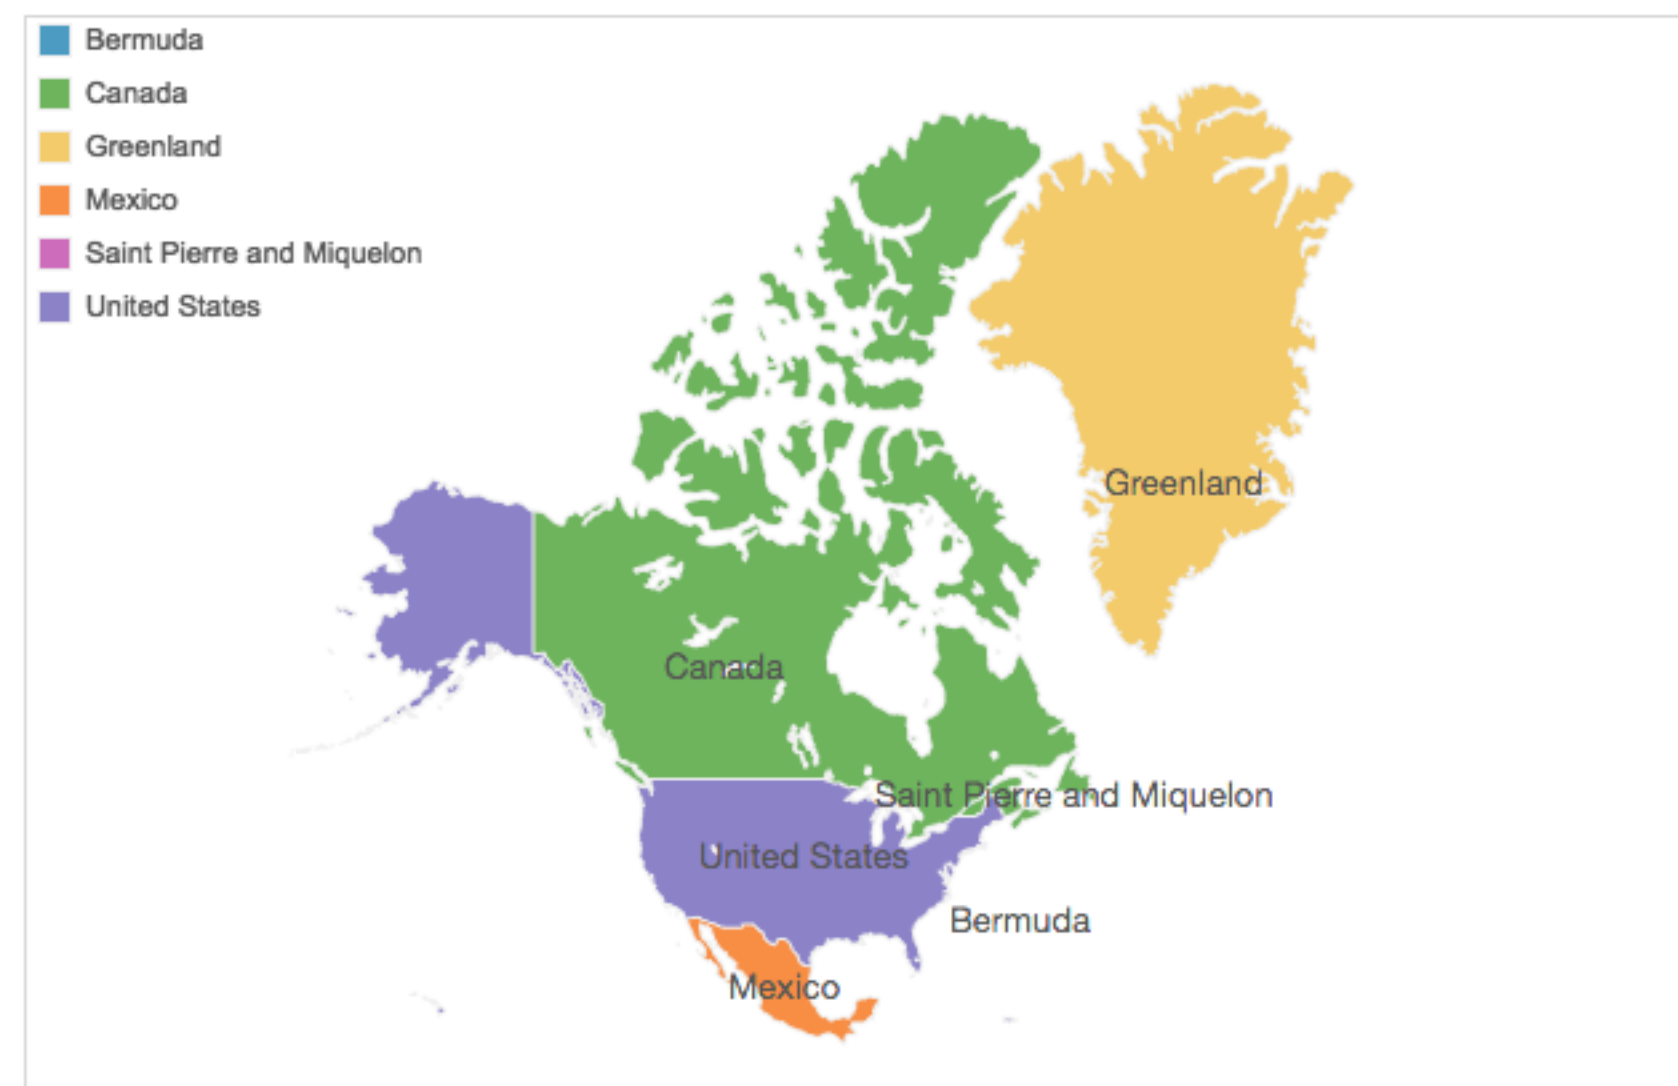 Bermuda
Canada
Greenland
Mexico
Saint Pierre and Miquelon
United States
Greenland
Canada
Saint Pierre and Miquelon
United States
Bermuda
Mexico